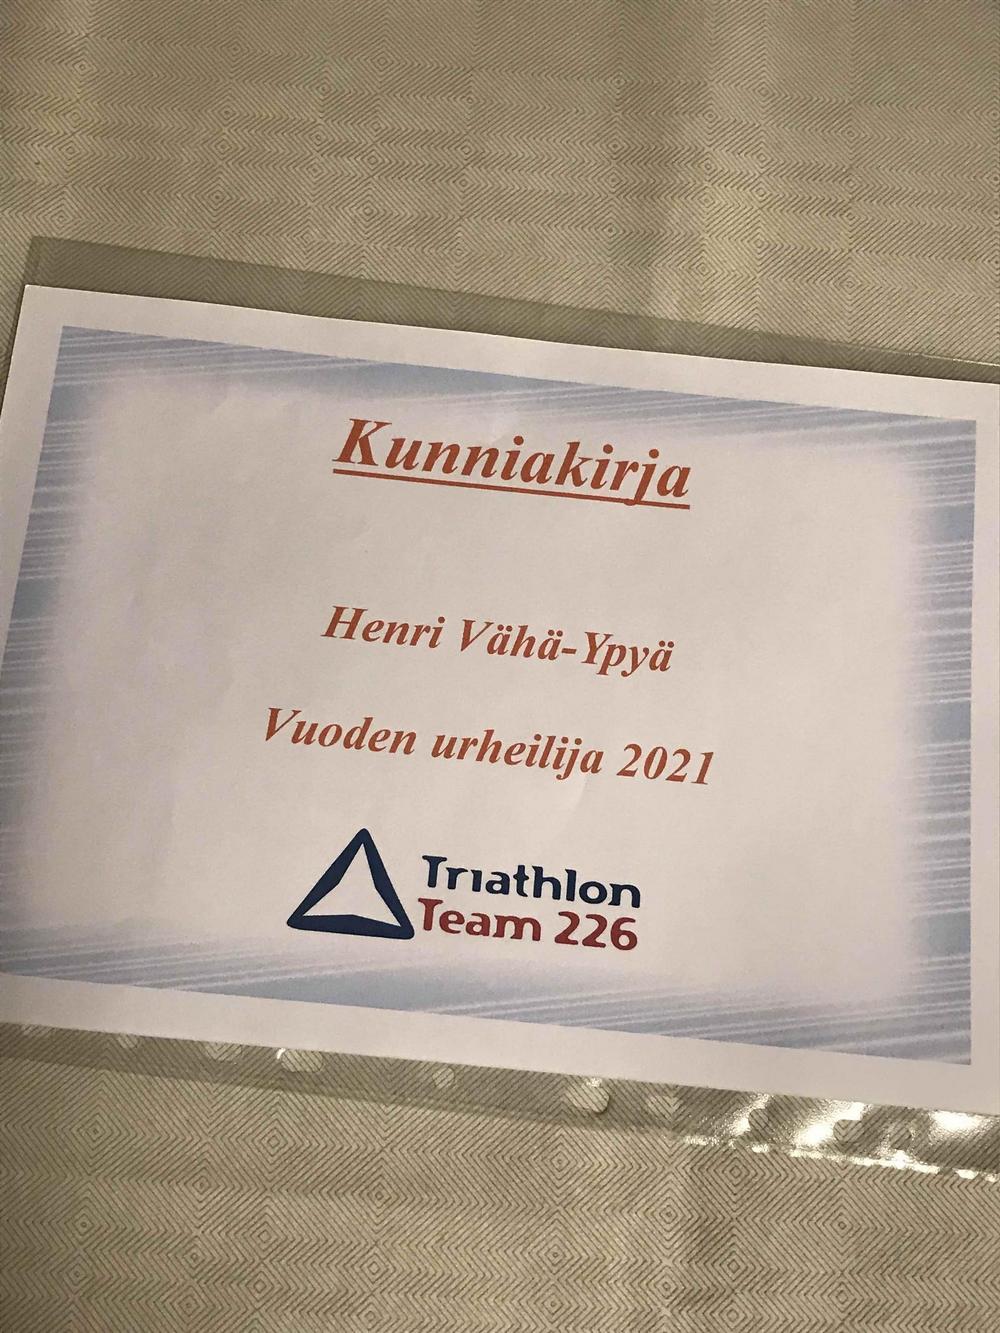 Kunniakirja
Henri Vähä-Ypyä
Vuoden urheilija 2021
Triathlon
Team 226